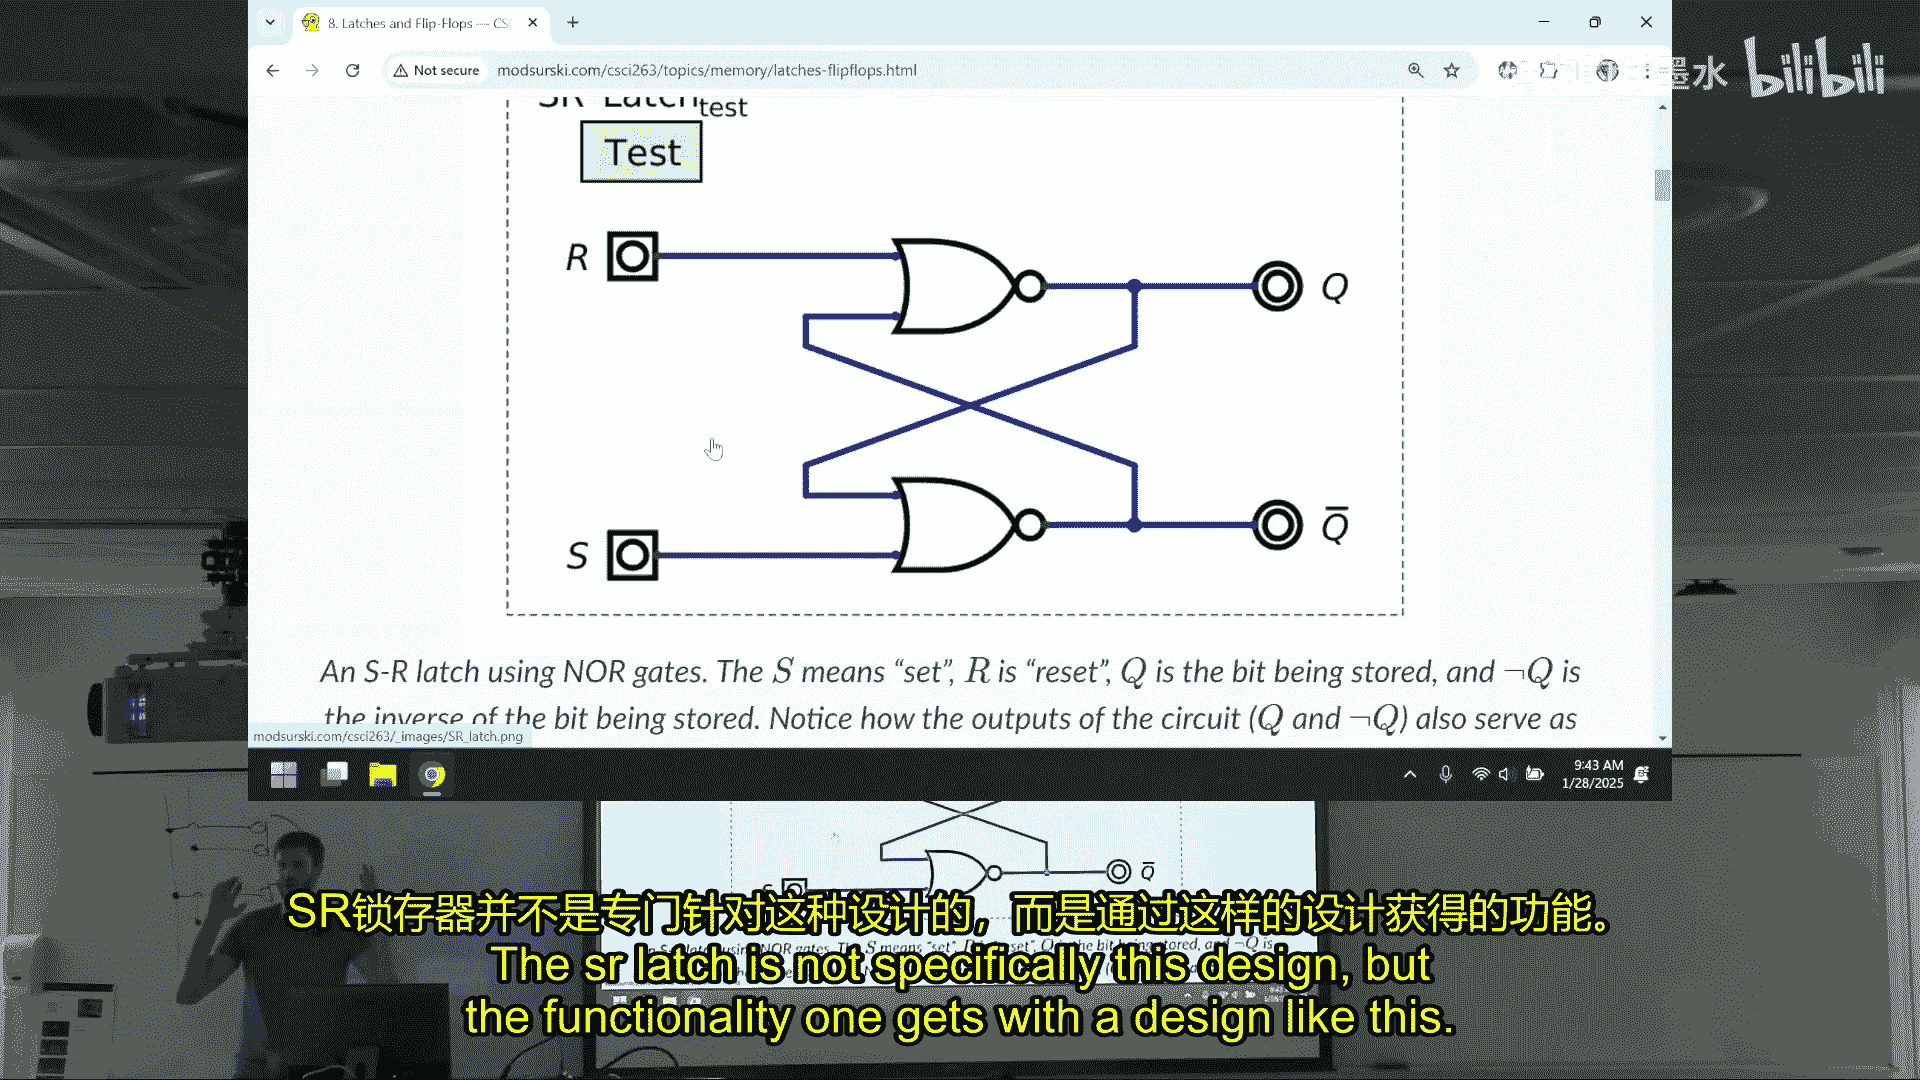 8. Latches and Flip-Flops — CSC
Not secure
modsurski.com/csci263/topics/memory/latches-flipflops.html
墨水 bilibili
SR Latch test
Test
R
Q
S
Q̅
An S-R latch using NOR gates. The S means “set”, R is “reset”, Q is the bit being stored, and ¬Q is
the inverse of the bit being stored. Notice how the outputs of the circuit (Q and ¬Q) also serve as
modsurski.com/csci263/_images/SR_latch.png
9:43 AM
1/28/2025
Q̅
SR锁存器并不是专门针对这种设计的，而是通过这样的设计获得的功能。
The sr latch is not specifically this design, but
the functionality one gets with a design like this.